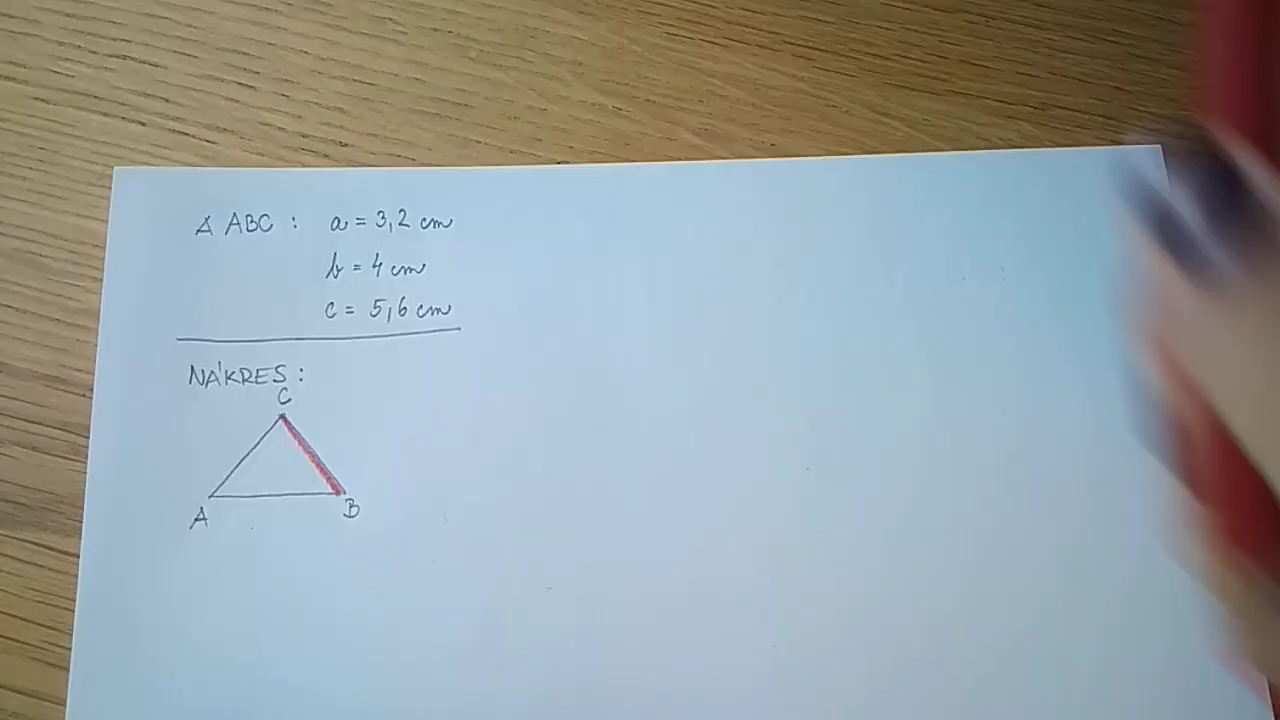 △ ABC : a = 3,2 cm
b = 4 cm
c = 5,6 cm
NÁKRES :
C
A
B